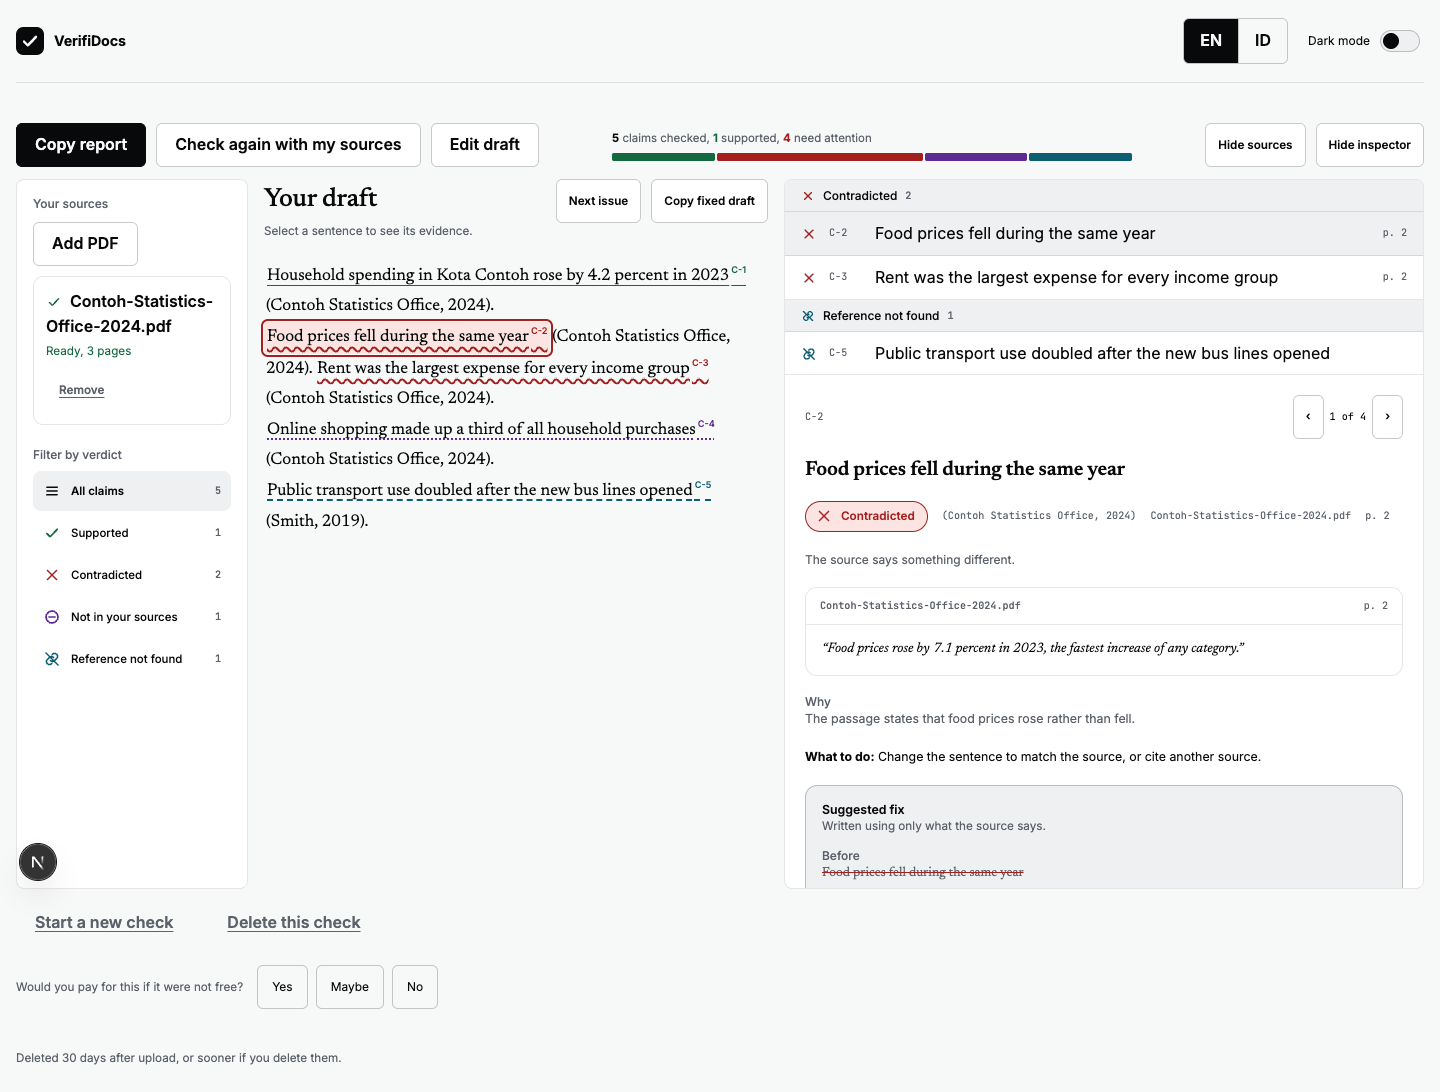 VerifiDocs
EN
ID
Dark mode
Copy report
Check again with my sources
Edit draft
5 claims checked, 1 supported, 4 need attention
Hide sources
Hide inspector
Your sources
Add PDF
Contoh-Statistics-
Office-2024.pdf
Ready, 3 pages
Remove
Filter by verdict
All claims 5
Supported 1
Contradicted 2
Not in your sources 1
Reference not found 1
Your draft
Next issue
Copy fixed draft
Select a sentence to see its evidence.
Household spending in Kota Contoh rose by 4.2 percent in 2023 C-1
(Contoh Statistics Office, 2024).
Food prices fell during the same year C-2 (Contoh Statistics Office,
2024). Rent was the largest expense for every income group C-3
(Contoh Statistics Office, 2024).
Online shopping made up a third of all household purchases C-4
(Contoh Statistics Office, 2024).
Public transport use doubled after the new bus lines opened C-5
(Smith, 2019).
Contradicted 2
C-2 Food prices fell during the same year p. 2
C-3 Rent was the largest expense for every income group p. 2
Reference not found 1
C-5 Public transport use doubled after the new bus lines opened
C-2
‹ 1 of 4 ›
Food prices fell during the same year
Contradicted (Contoh Statistics Office, 2024) Contoh-Statistics-Office-2024.pdf p. 2
The source says something different.
Contoh-Statistics-Office-2024.pdf p. 2
“Food prices rose by 7.1 percent in 2023, the fastest increase of any category.”
Why
The passage states that food prices rose rather than fell.
What to do: Change the sentence to match the source, or cite another source.
Suggested fix
Written using only what the source says.
Before
Food prices fell during the same year
N
Start a new check
Delete this check
Would you pay for this if it were not free?
Yes
Maybe
No
Deleted 30 days after upload, or sooner if you delete them.